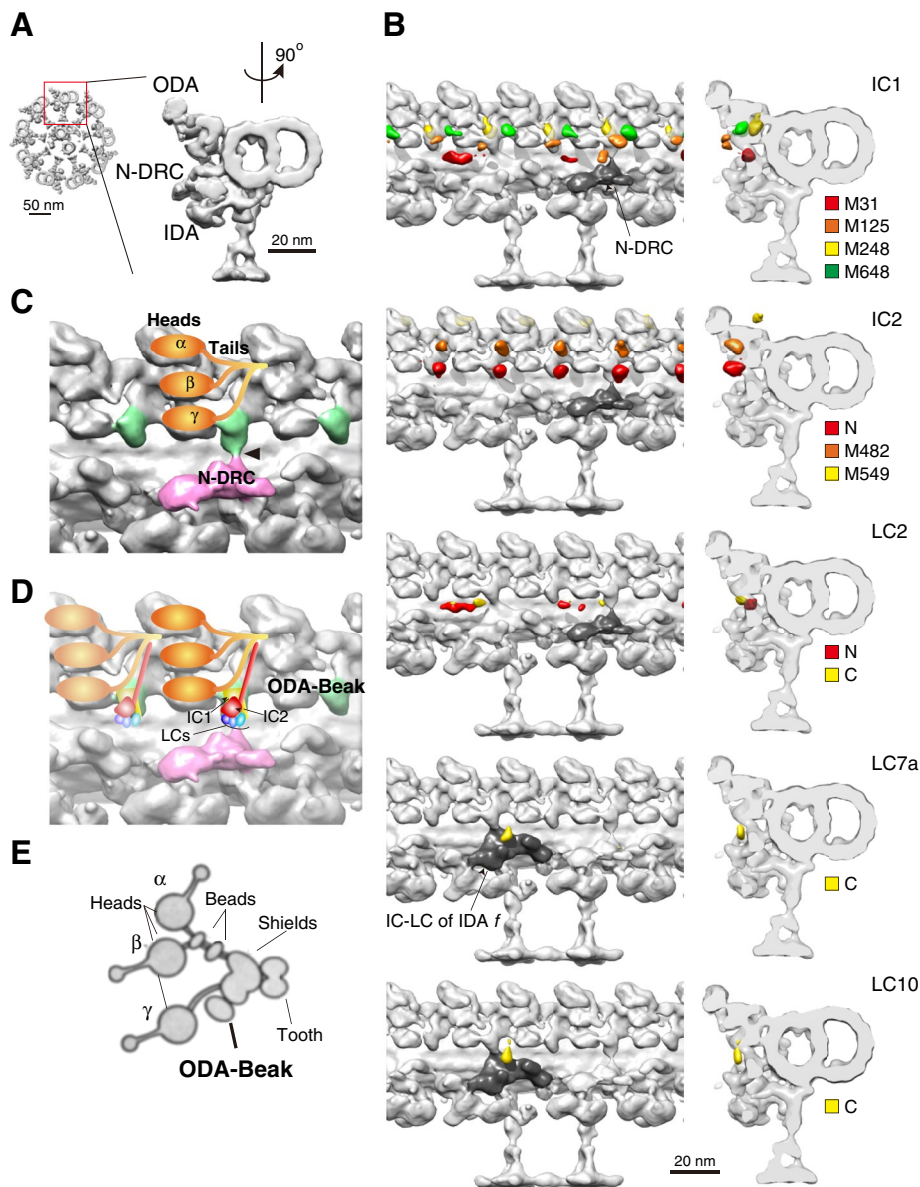 A
90°
ODA
N-DRC
IDA
50 nm
20 nm
B
IC1
M31
M125
M248
M648
N-DRC
IC2
N
M482
M549
LC2
N
C
LC7a
C
IC-LC of IDA f
LC10
C
20 nm
C
Heads
Tails
α
β
γ
N-DRC
D
ODA-Beak
IC1
IC2
LCs
E
α
Heads
Beads
Shields
β
γ
Tooth
ODA-Beak